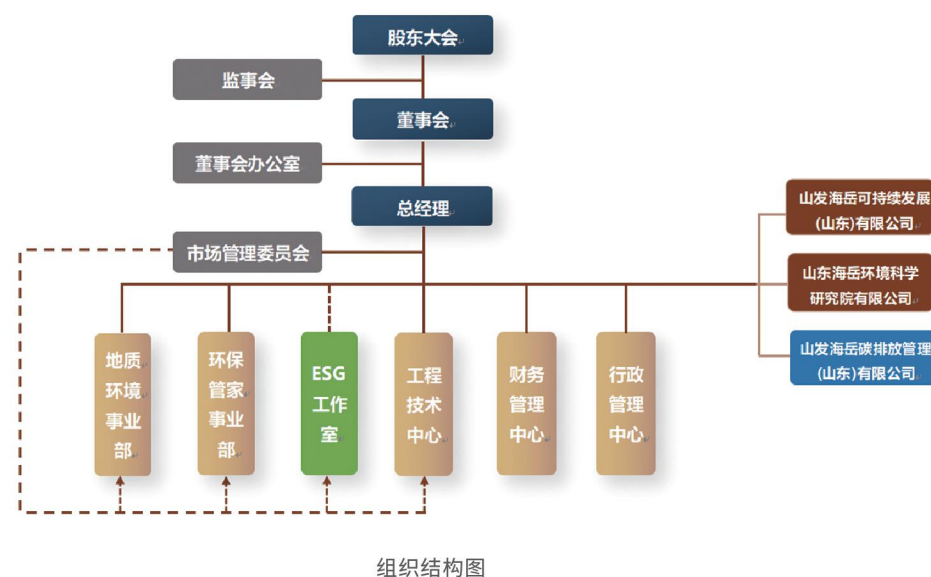 股东大会
监事会
董事会
董事会办公室
总经理
市场管理委员会
山发海岳可持续发展
(山东)有限公司
山东海岳环境科学
研究院有限公司
山发海岳碳排放管理
(山东)有限公司
地质
环境
事业
部
环保
管家
事业
部
ESG
工作
室
工程
技术
中心
财务
管理
中心
行政
管理
中心
组织结构图